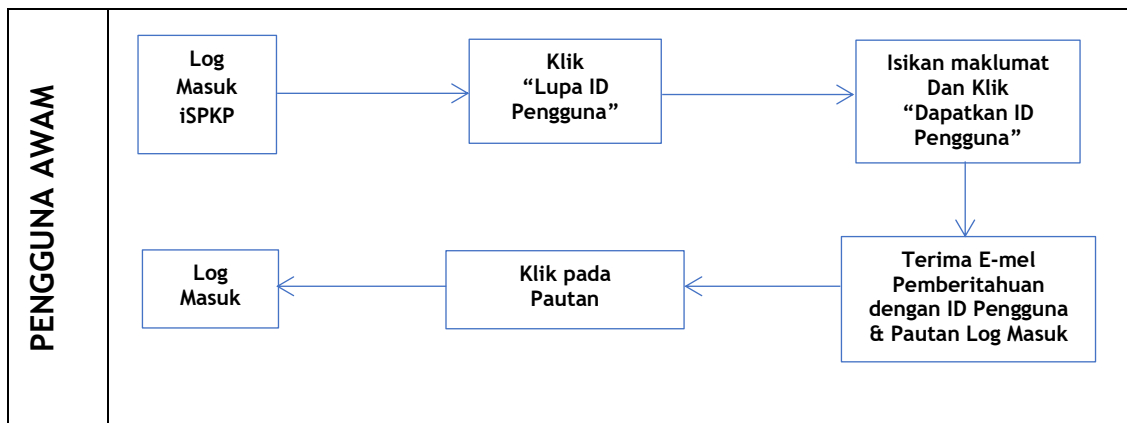 PENGGUNA AWAM
Log
Masuk
iSPKP
Klik
“Lupa ID
Pengguna”
Isikan maklumat
Dan Klik
“Dapatkan ID
Pengguna”
Terima E-mel
Pemberitahuan
dengan ID Pengguna
& Pautan Log Masuk
Klik pada
Pautan
Log
Masuk